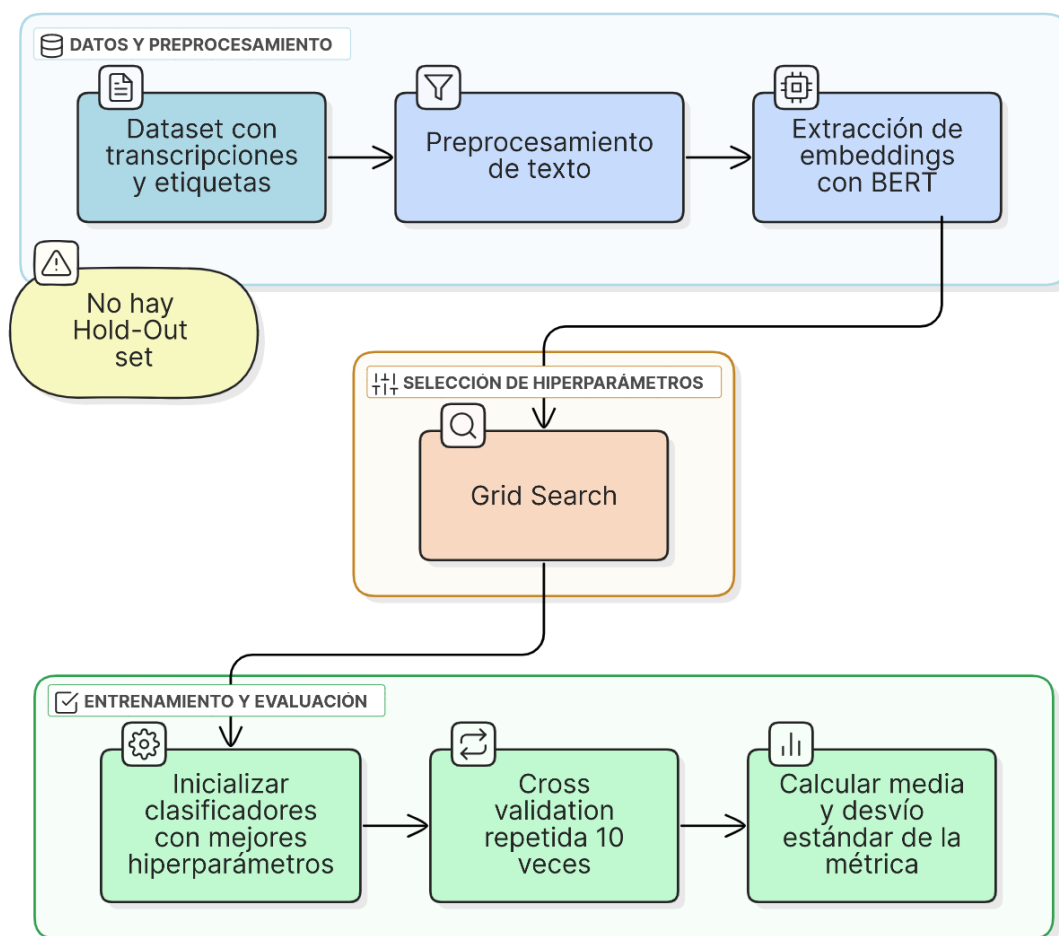 DATOS Y PREPROCESAMIENTO
Dataset con
transcripciones
y etiquetas
Preprocesamiento
de texto
Extracción de
embeddings
con BERT
No hay
Hold-Out
set
SELECCIÓN DE HIPERPARÁMETROS
Grid Search
ENTRENAMIENTO Y EVALUACIÓN
Inicializar
clasificadores
con mejores
hiperparámetros
Cross
validation
repetida 10
veces
Calcular media
y desvío
estándar de la
métrica